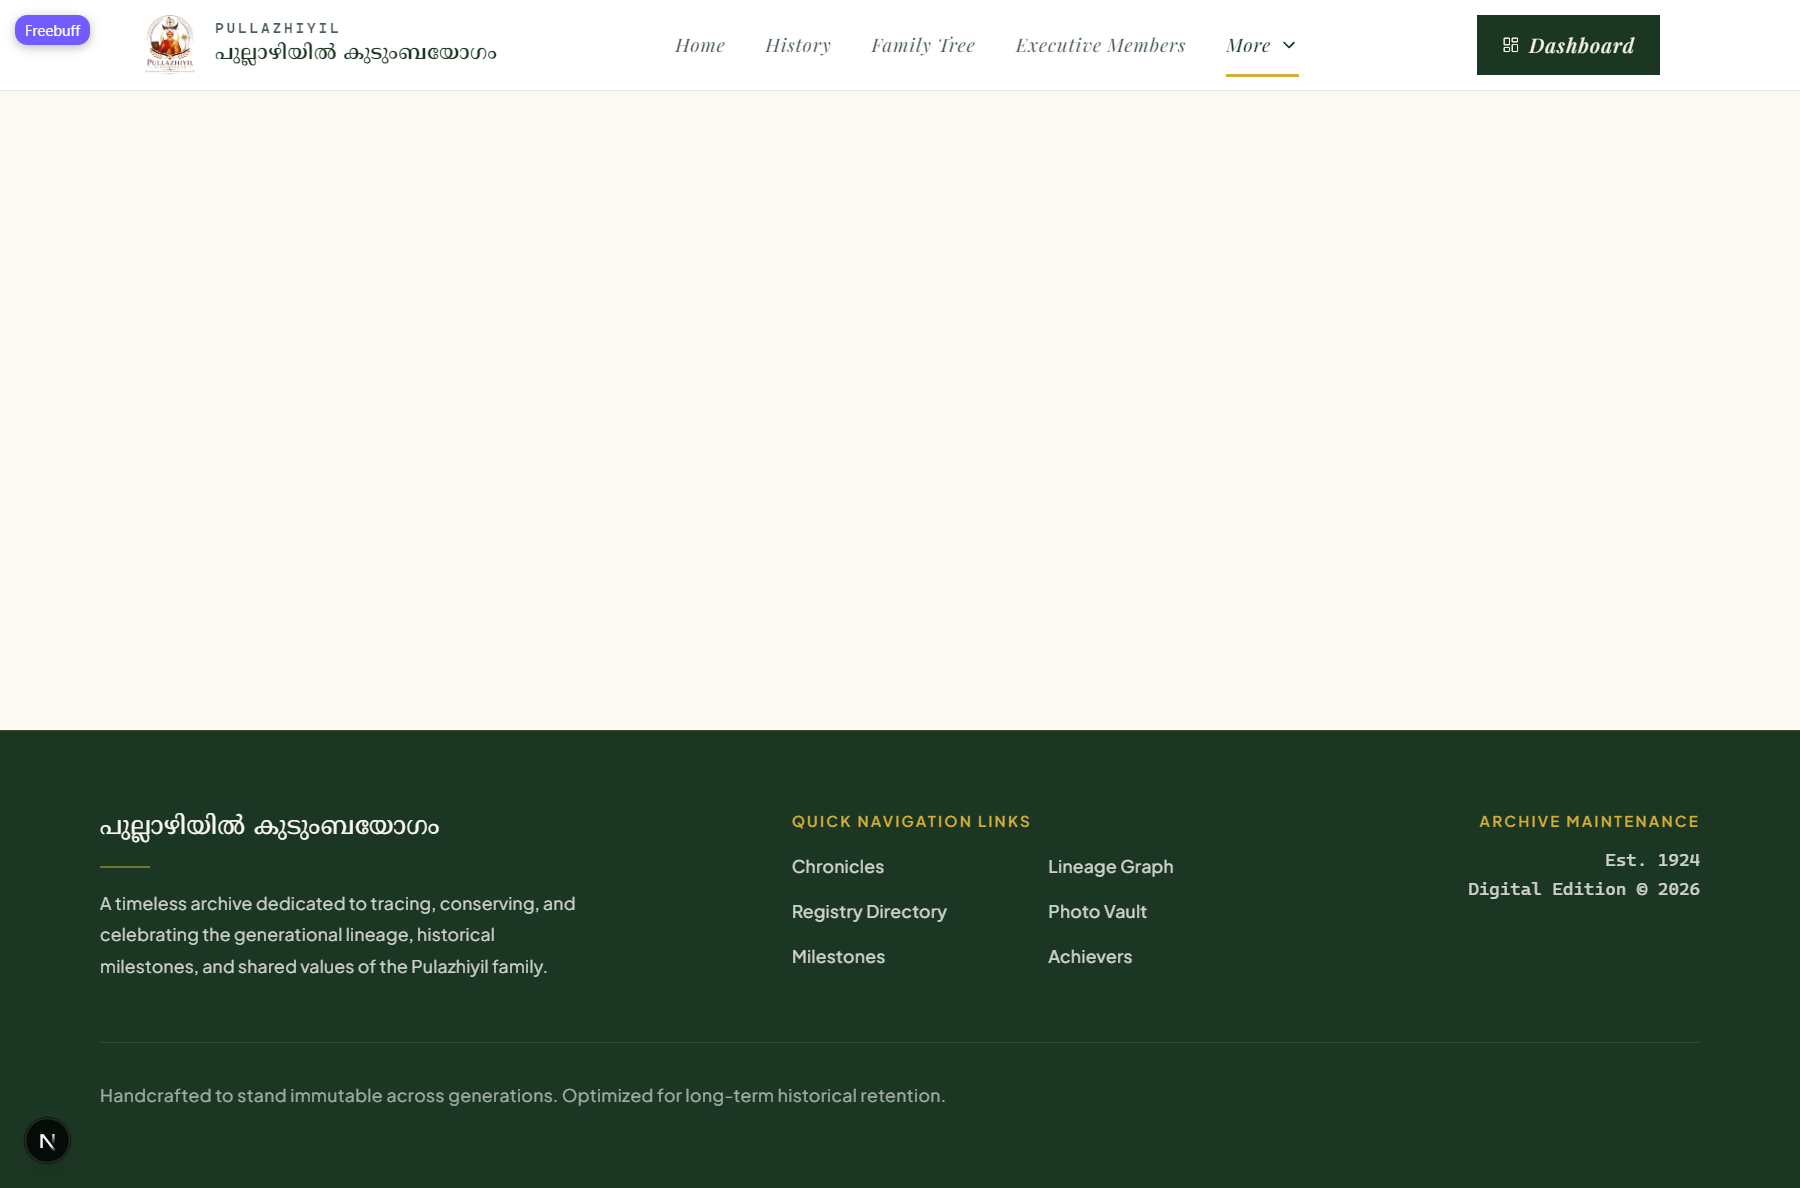 Freebuff
PULLAZHIYIL
PULLAZHIYIL
പുല്ലാഴിയിൽ കുടുംബയോഗം
Home
History
Family Tree
Executive Members
More
Dashboard
പുല്ലാഴിയിൽ കുടുംബയോഗം
A timeless archive dedicated to tracing, conserving, and
celebrating the generational lineage, historical
milestones, and shared values of the Pulazhiyil family.
QUICK NAVIGATION LINKS
Chronicles
Lineage Graph
Registry Directory
Photo Vault
Milestones
Achievers
ARCHIVE MAINTENANCE
Est. 1924
Digital Edition © 2026
Handcrafted to stand immutable across generations. Optimized for long-term historical retention.
N